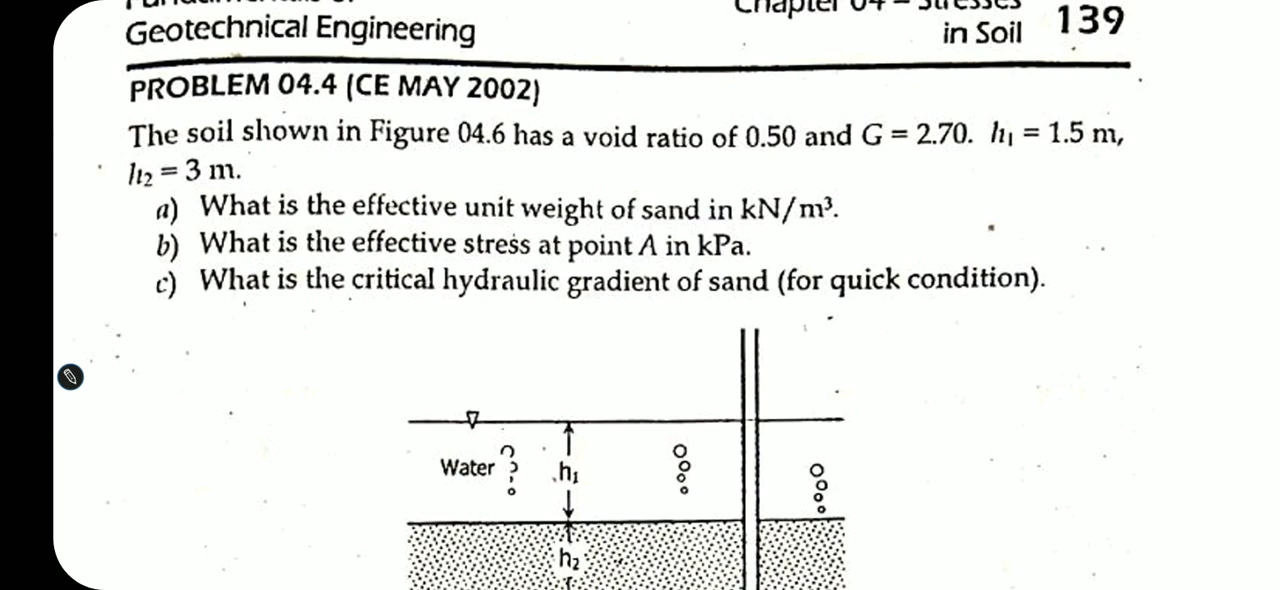 Geotechnical Engineering
in Soil 139
PROBLEM 04.4 (CE MAY 2002)
The soil shown in Figure 04.6 has a void ratio of 0.50 and G = 2.70. h₁ = 1.5 m,
h₂ = 3 m.
a) What is the effective unit weight of sand in kN/m³.
b) What is the effective stress at point A in kPa.
c) What is the critical hydraulic gradient of sand (for quick condition).
Water h₁
h₂